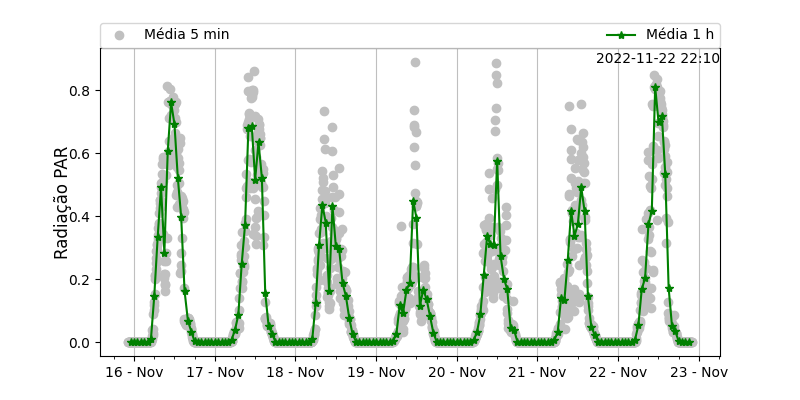 Média 5 min
Média 1 h
2022-11-22 22:10
Radiação PAR
0.8
0.6
0.4
0.2
0.0
16 - Nov
17 - Nov
18 - Nov
19 - Nov
20 - Nov
21 - Nov
22 - Nov
23 - Nov